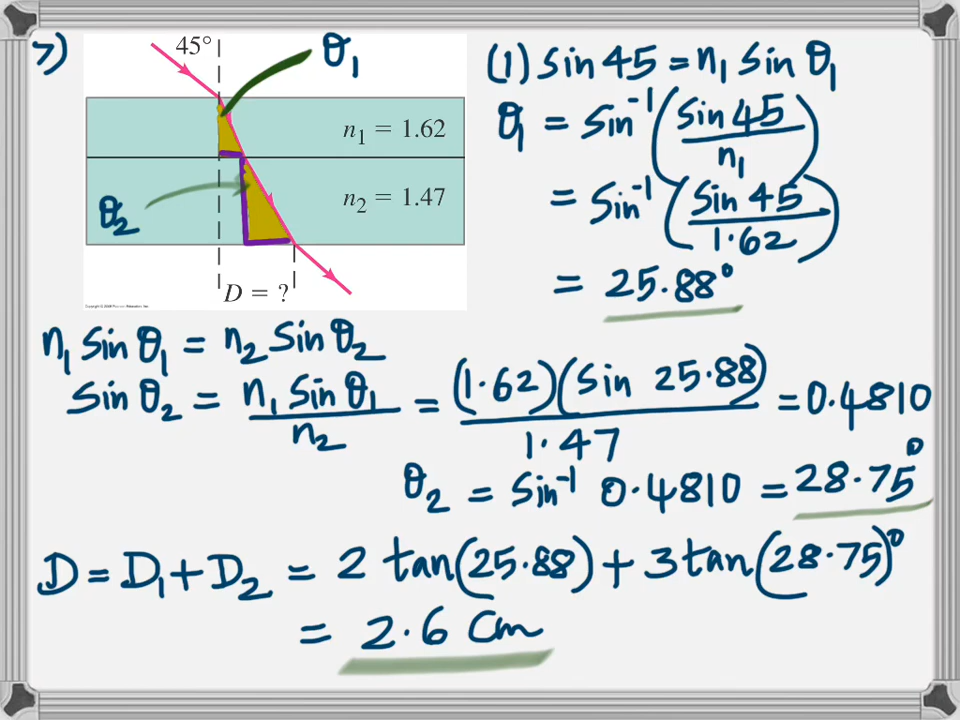 7)
45°
θ1
n1 = 1.62
n2 = 1.47
θ2
D = ?
(1) Sin 45 = n1 Sin θ1
θ1 = Sin⁻¹ (Sin 45 / n1)
= Sin⁻¹ (Sin 45 / 1.62)
= 25.88°
n1 Sin θ1 = n2 Sin θ2
Sin θ2 = n1 Sin θ1 / n2 = (1.62)(Sin 25.88) / 1.47 = 0.4810
θ2 = Sin⁻¹ 0.4810 = 28.75°
D = D1 + D2 = 2 tan(25.88) + 3 tan(28.75)°
= 2.6 Cm